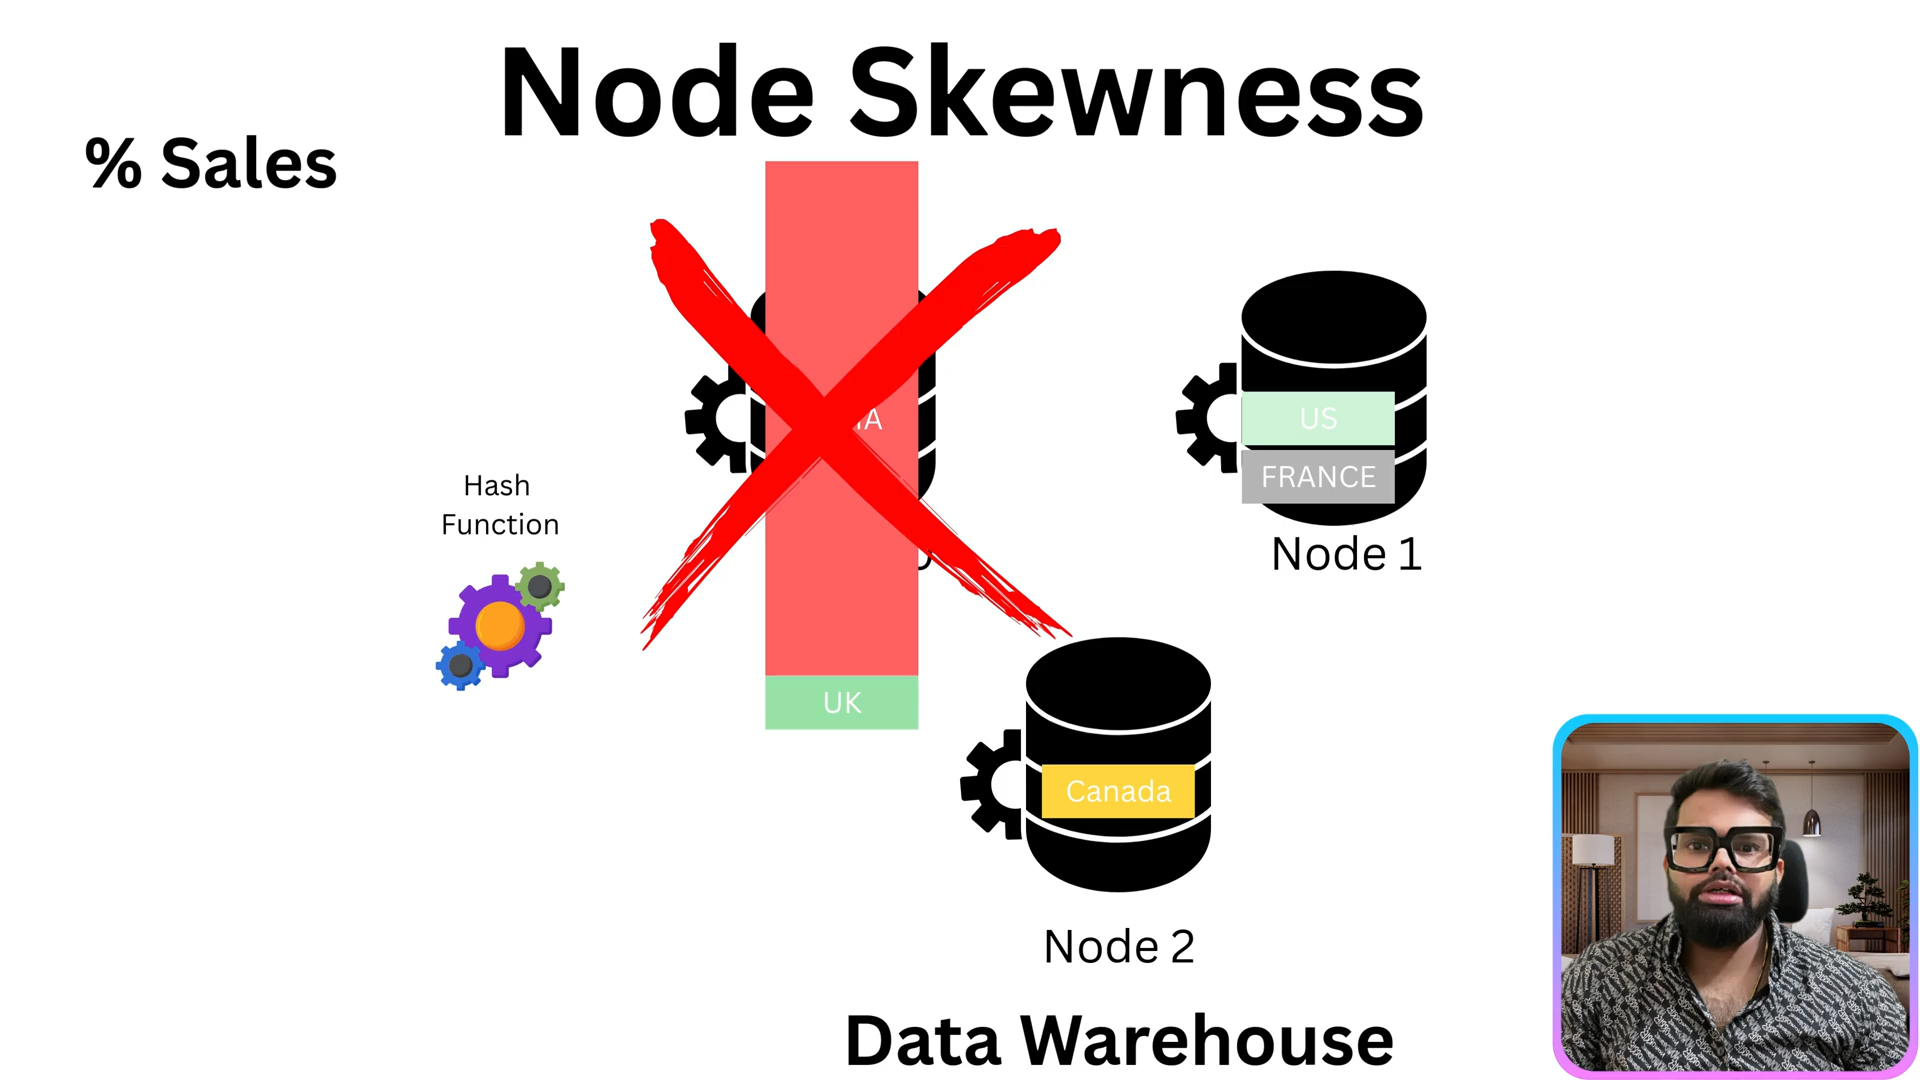 Node Skewness
% Sales
US
FRANCE
Hash
Function
Node 1
UK
Canada
Node 2
Data Warehouse